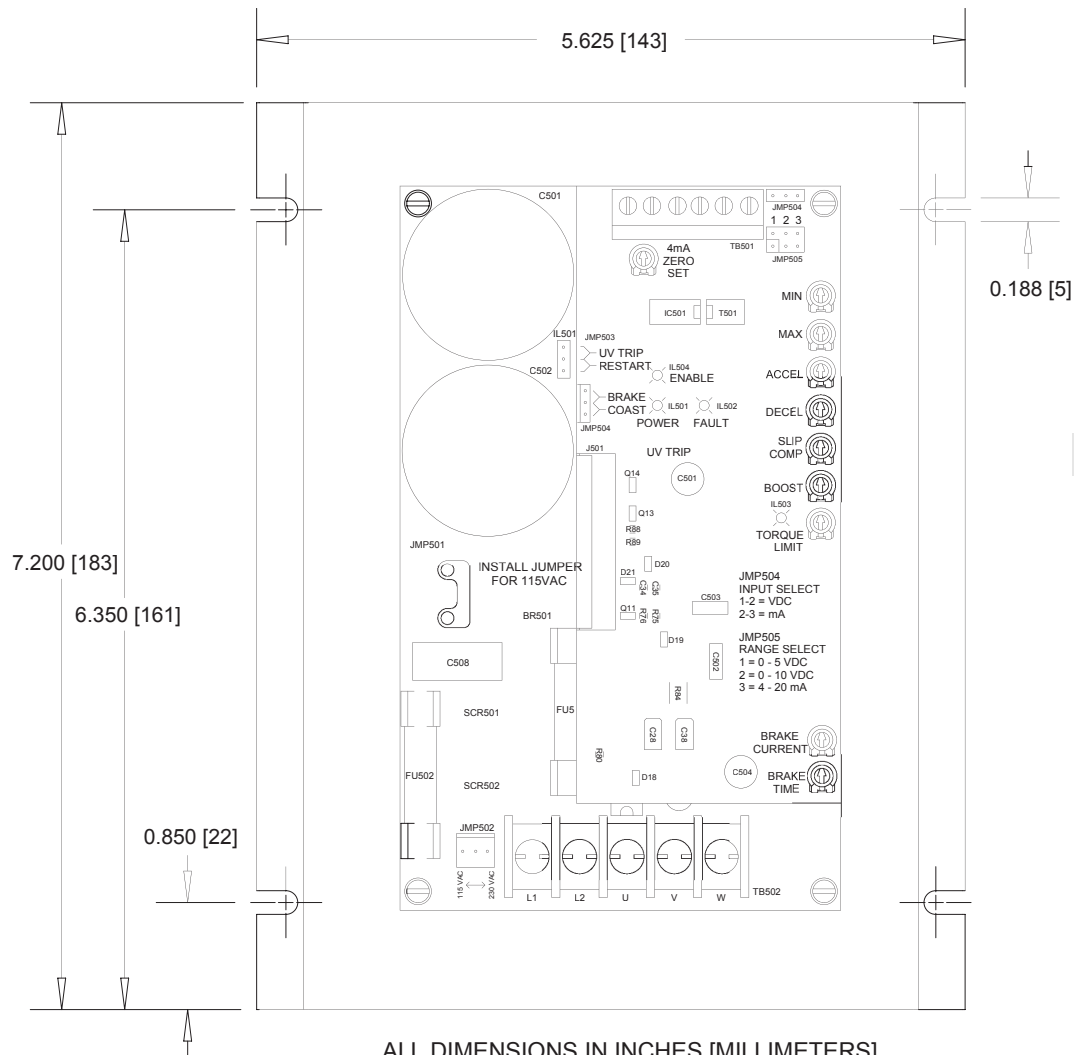 5.625 [143]
7.200 [183]
6.350 [161]
0.850 [22]
0.188 [5]
C501
JMP504
1 2 3
TB501
JMP505
4mA
ZERO
SET
IC501
T501
MIN
MAX
ACCEL
DECEL
SLIP
COMP
BOOST
IL503
TORQUE
LIMIT
IL501
JMP503
UV TRIP
RESTART
C502
IL504
ENABLE
BRAKE
COAST
IL501
IL502
POWER
FAULT
JMP504
J501
UV TRIP
C501
Q14
Q13
R88
R89
D20
D21
C34
C35
Q11
R76
R75
D19
JMP501
INSTALL JUMPER
FOR 115VAC
BR501
C503
JMP504
INPUT SELECT
1-2 = VDC
2-3 = mA
JMP505
RANGE SELECT
1 = 0 - 5 VDC
2 = 0 - 10 VDC
3 = 4 - 20 mA
C502
C508
R84
SCR501
FU5
C28
C38
BRAKE
CURRENT
R80
FU502
SCR502
D18
C504
BRAKE
TIME
JMP502
115 VAC
230 VAC
L1
L2
U
V
W
TB502
ALL DIMENSIONS IN INCHES [MILLIMETERS]